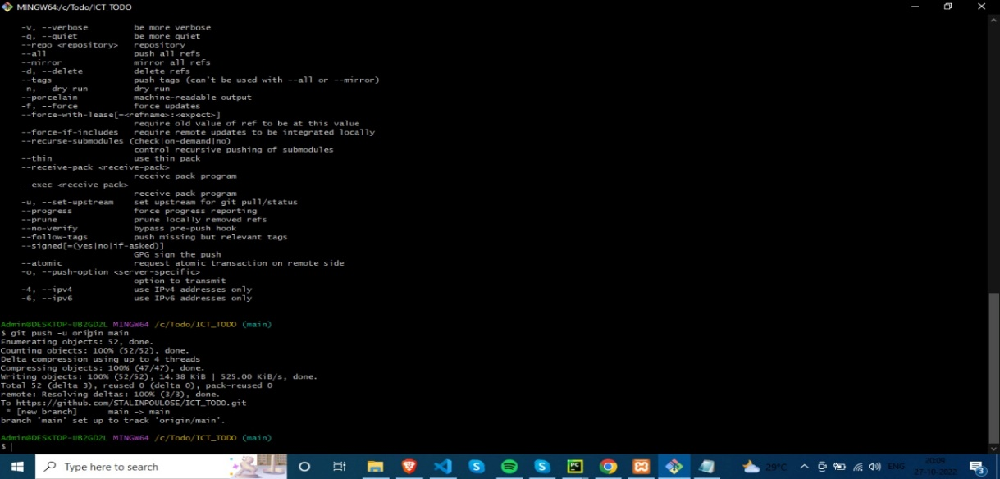 MINGW64:/c/Todo/ICT_TODO
-v, --verbose be more verbose
-q, --quiet be more quiet
--repo <repository> repository
--all push all refs
--mirror mirror all refs
-d, --delete delete refs
--tags push tags (can't be used with --all or --mirror)
-n, --dry-run dry run
--porcelain machine-readable output
-f, --force force updates
--force-with-lease[=<refname>:<expect>]
require old value of ref to be at this value
--force-if-includes require remote updates to be integrated locally
--recurse-submodules (check|on-demand|no)
control recursive pushing of submodules
--thin use thin pack
--receive-pack <receive-pack>
receive pack program
--exec <receive-pack>
receive pack program
-u, --set-upstream set upstream for git pull/status
--progress force progress reporting
--prune prune locally removed refs
--no-verify bypass pre-push hook
--follow-tags push missing but relevant tags
--signed[=(yes|no|if-asked)]
GPG sign the push
--atomic request atomic transaction on remote side
-o, --push-option <server-specific>
option to transmit
-4, --ipv4 use IPv4 addresses only
-6, --ipv6 use IPv6 addresses only
Admin@DESKTOP-UB2GD2L MINGW64 /c/Todo/ICT_TODO (main)
$ git push -u origin main
Enumerating objects: 52, done.
Counting objects: 100% (52/52), done.
Delta compression using up to 4 threads
Compressing objects: 100% (47/47), done.
Writing objects: 100% (52/52), 14.38 KiB | 525.00 KiB/s, done.
Total 52 (delta 3), reused 0 (delta 0), pack-reused 0
remote: Resolving deltas: 100% (3/3), done.
To https://github.com/STALINPOULOSE/ICT_TODO.git
* [new branch] main -> main
branch 'main' set up to track 'origin/main'.
Admin@DESKTOP-UB2GD2L MINGW64 /c/Todo/ICT_TODO (main)
$
Type here to search
29°C
ENG
20:09
27-10-2022
3